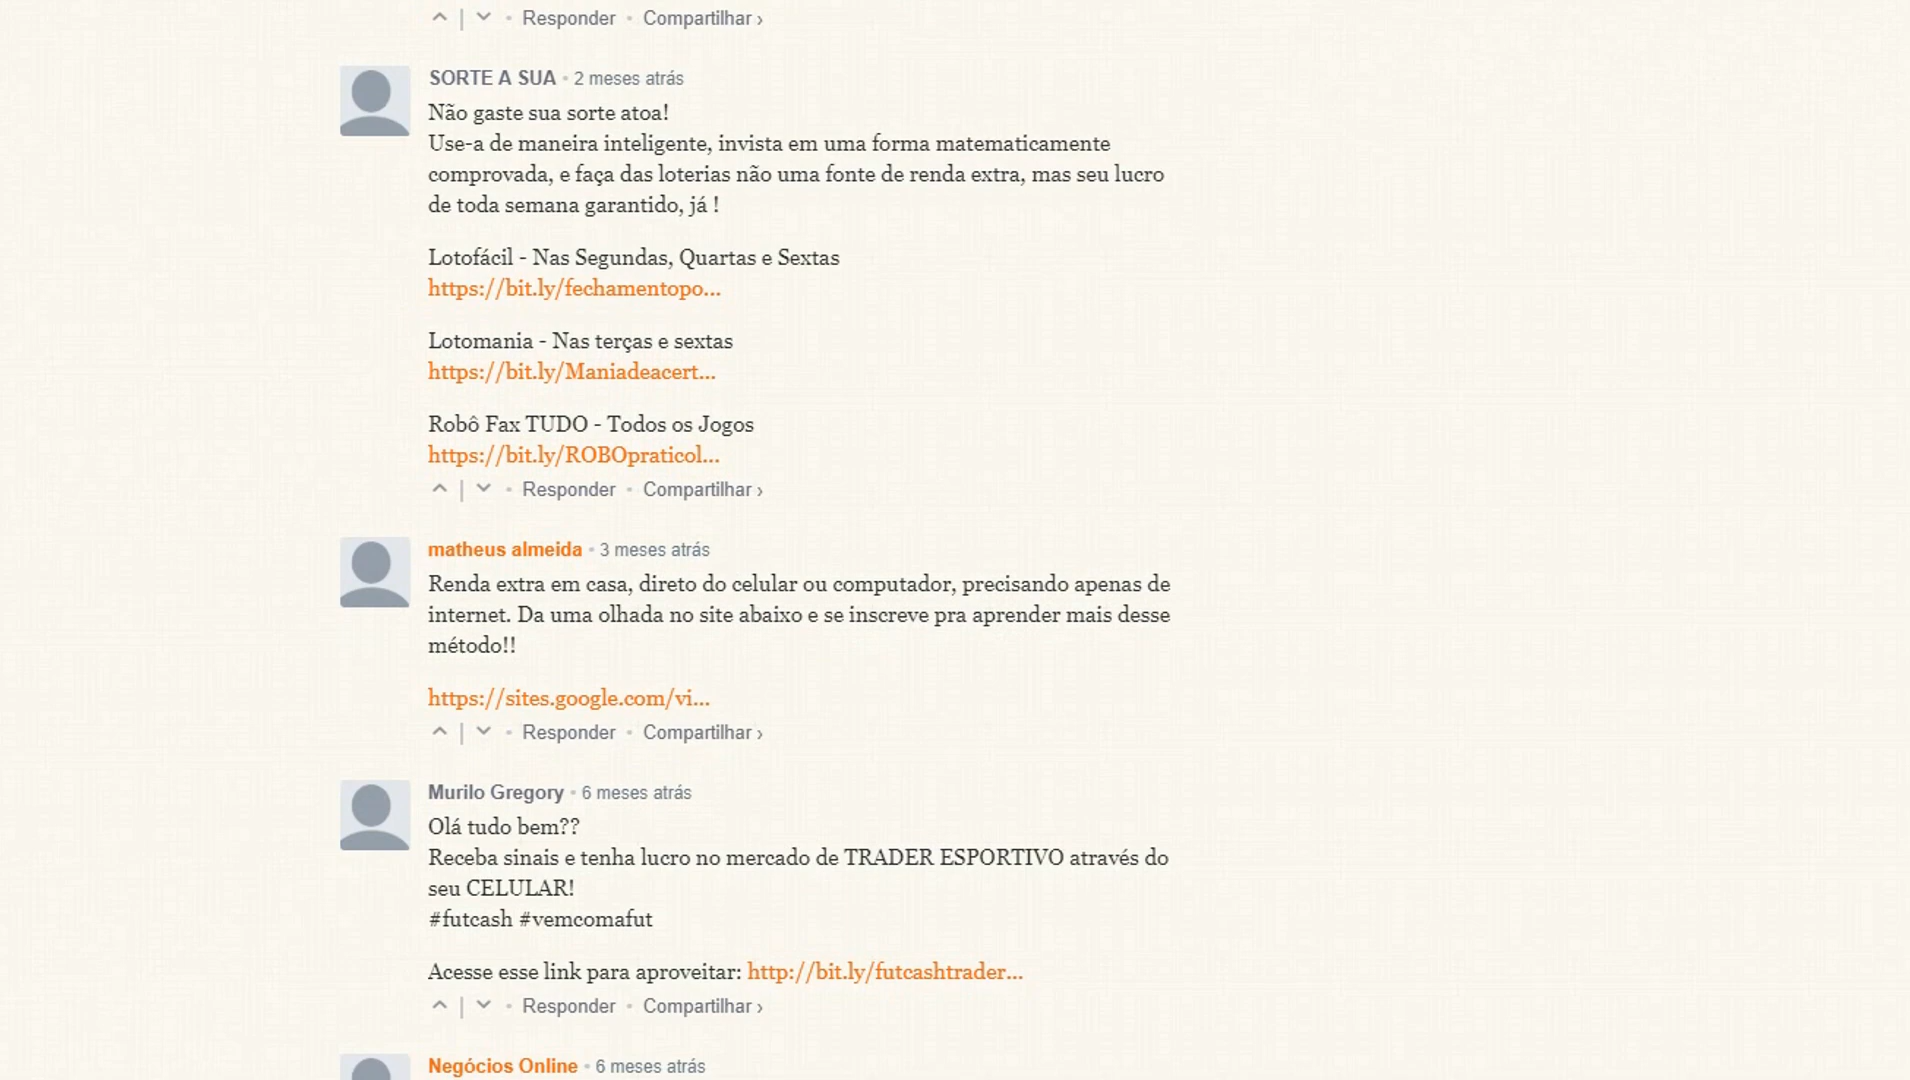 Responder • Compartilhar ›
SORTE A SUA • 2 meses atrás
Não gaste sua sorte atoa!
Use-a de maneira inteligente, invista em uma forma matematicamente
comprovada, e faça das loterias não uma fonte de renda extra, mas seu lucro
de toda semana garantido, já !
Lotofácil - Nas Segundas, Quartas e Sextas
https://bit.ly/fechamentopo...
Lotomania - Nas terças e sextas
https://bit.ly/Maniadeacert...
Robô Fax TUDO - Todos os Jogos
https://bit.ly/ROBOpraticol...
Responder • Compartilhar ›
matheus almeida • 3 meses atrás
Renda extra em casa, direto do celular ou computador, precisando apenas de
internet. Da uma olhada no site abaixo e se inscreve pra aprender mais desse
método!!
https://sites.google.com/vi...
Responder • Compartilhar ›
Murilo Gregory • 6 meses atrás
Olá tudo bem??
Receba sinais e tenha lucro no mercado de TRADER ESPORTIVO através do
seu CELULAR!
#futcash #vemcomafut
Acesse esse link para aproveitar: http://bit.ly/futcashtrader...
Responder • Compartilhar ›
Negócios Online • 6 meses atrás